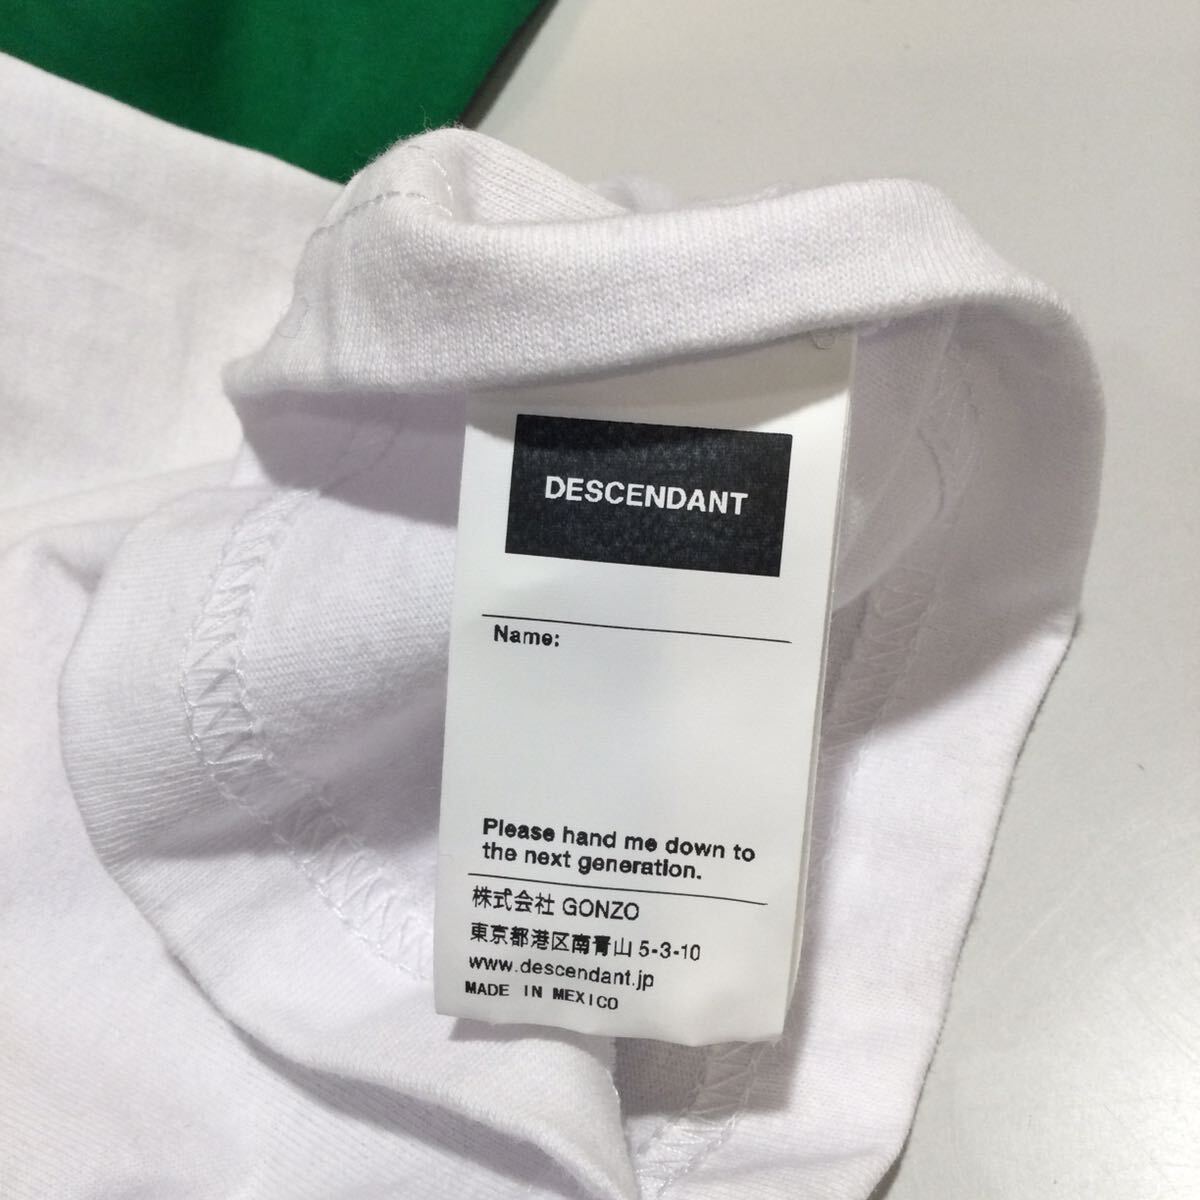 DESCENDANT
Name:
Please hand me down to
the next generation.
株式会社 GONZO
東京都港区南青山 5-3-10
www.descendant.jp
MADE IN MEXICO